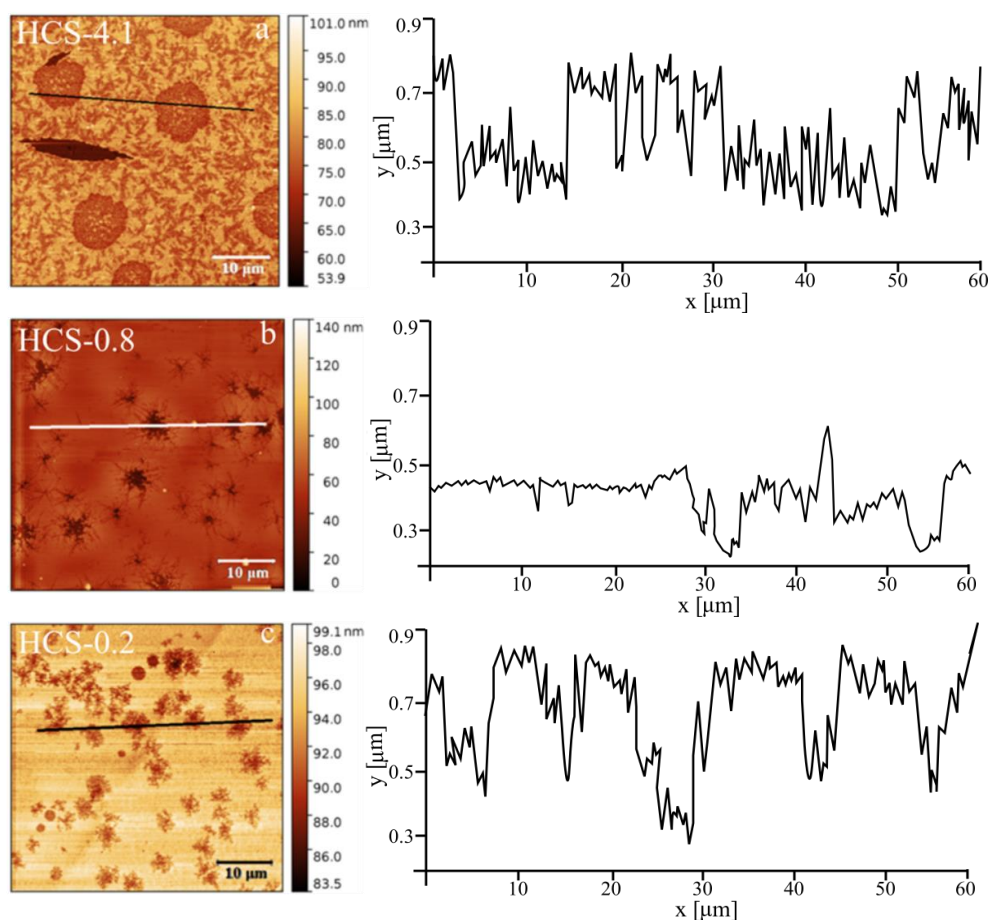 HCS-4.1 a
10 µm
101.0 nm
95.0
90.0
85.0
80.0
75.0
70.0
65.0
60.0
53.9
0.9
0.7
0.5
0.3
y [µm]
10 20 30 40 50 60
x [µm]
HCS-0.8 b
10 µm
140 nm
120
100
80
60
40
20
0
0.9
0.7
0.5
0.3
y [µm]
10 20 30 40 50 60
x [µm]
HCS-0.2 c
10 µm
99.1 nm
98.0
96.0
94.0
92.0
90.0
88.0
86.0
83.5
0.9
0.7
0.5
0.3
y [µm]
10 20 30 40 50 60
x [µm]